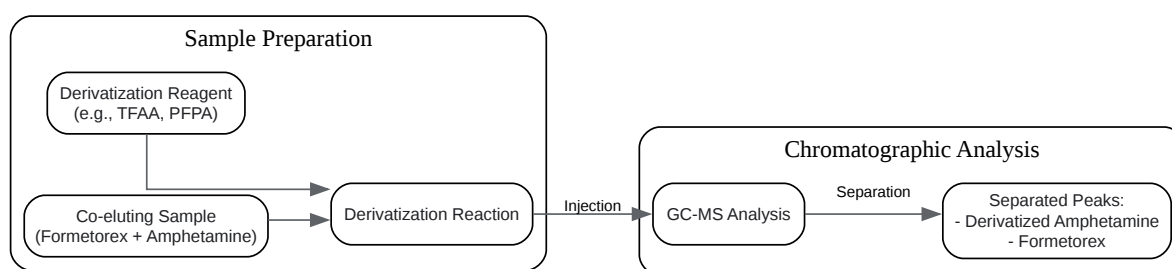 Sample Preparation
Derivatization Reagent
(e.g., TFAA, PFPA)
Co-eluting Sample
(Formetorex + Amphetamine)
Derivatization Reaction
Injection
Chromatographic Analysis
GC-MS Analysis
Separation
Separated Peaks:
- Derivatized Amphetamine
- Formetorex